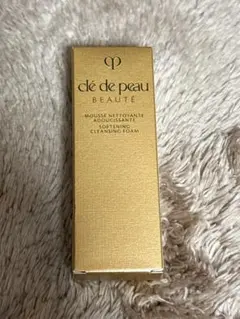 clé de peau
BEAUTÉ
MOUSSE NETTOYANTE
ADOUCISSANTE
SOFTENING
CLEANSING FOAM